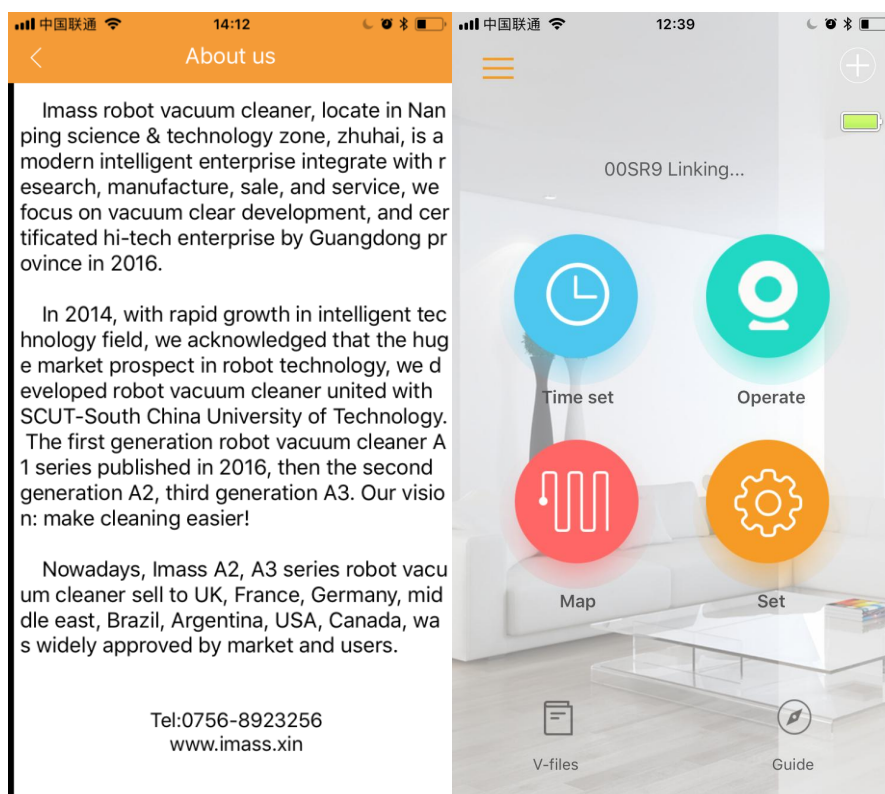 中国联通
14:12
About us
Imass robot vacuum cleaner, locate in Nan
ping science & technology zone, zhuhai, is a
modern intelligent enterprise integrate with r
esearch, manufacture, sale, and service, we
focus on vacuum clear development, and cer
tificated hi-tech enterprise by Guangdong pr
ovince in 2016.
In 2014, with rapid growth in intelligent tec
hnology field, we acknowledged that the hug
e market prospect in robot technology, we d
eveloped robot vacuum cleaner united with
SCUT-South China University of Technology.
The first generation robot vacuum cleaner A
1 series published in 2016, then the second
generation A2, third generation A3. Our visio
n: make cleaning easier!
Nowadays, Imass A2, A3 series robot vacu
um cleaner sell to UK, France, Germany, mid
dle east, Brazil, Argentina, USA, Canada, wa
s widely approved by market and users.
Tel:0756-8923256
www.imass.xin
中国联通
12:39
00SR9 Linking...
Time set
Operate
Map
Set
V-files
Guide